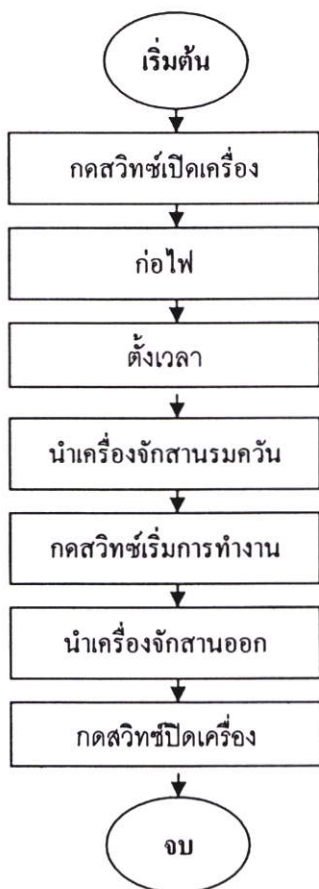 เริ่มต้น
กดสวิทซ์เปิดเครื่อง
ก่อไฟ
ตั้งเวลา
นำเครื่องจักสานรมควัน
กดสวิทซ์เริ่มการทำงาน
นำเครื่องจักสานออก
กดสวิทซ์ปิดเครื่อง
จบ